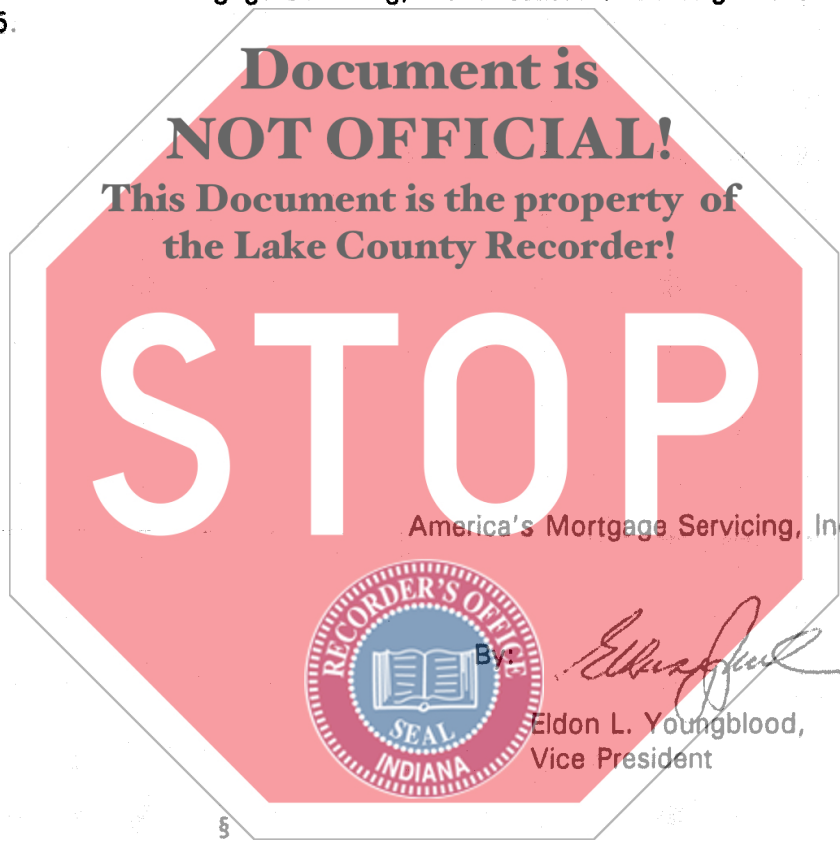 5.
Document is
NOT OFFICIAL!
This Document is the property of
the Lake County Recorder!
STOP
America's Mortgage Servicing,
RECORDER'S OFFICE
By:
SEAL
INDIANA
Eldon L. Youngblood,
Vice President
§